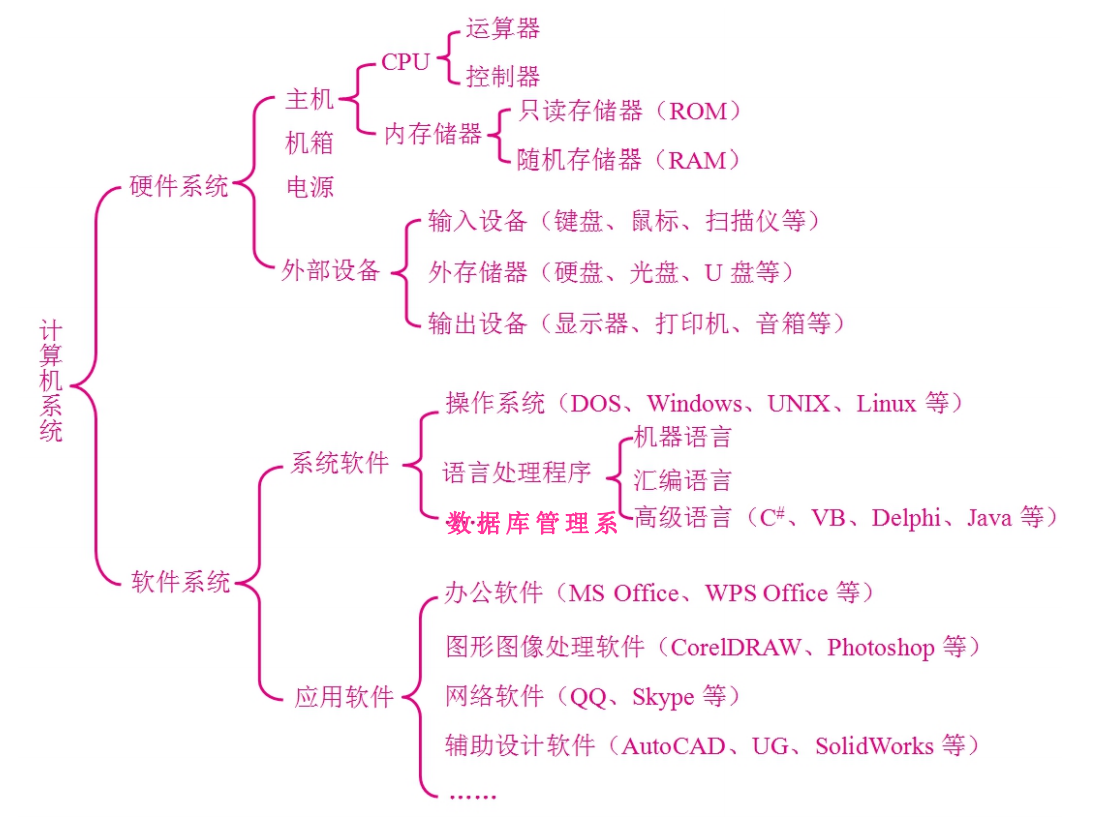 计算机系统
硬件系统
主机
机箱
电源
CPU
运算器
控制器
内存储器
只读存储器（ROM）
随机存储器（RAM）
外部设备
输入设备（键盘、鼠标、扫描仪等）
外存储器（硬盘、光盘、U 盘等）
输出设备（显示器、打印机、音箱等）
软件系统
系统软件
操作系统（DOS、Windows、UNIX、Linux 等）
语言处理程序
机器语言
汇编语言
高级语言（C#、VB、Delphi、Java 等）
数据库管理系
应用软件
办公软件（MS Office、WPS Office 等）
图形图像处理软件（CorelDRAW、Photoshop 等）
网络软件（QQ、Skype 等）
辅助设计软件（AutoCAD、UG、SolidWorks 等）
……